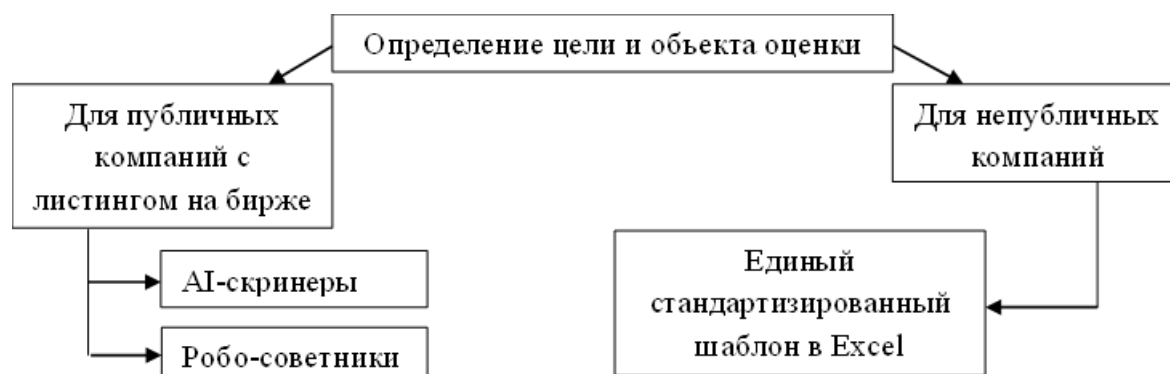 Определение цели и объекта оценки
Для публичных
компаний с
листингом на бирже
Для непубличных
компаний
AI-скринеры
Робо-советники
Единый
стандартизированный
шаблон в Excel